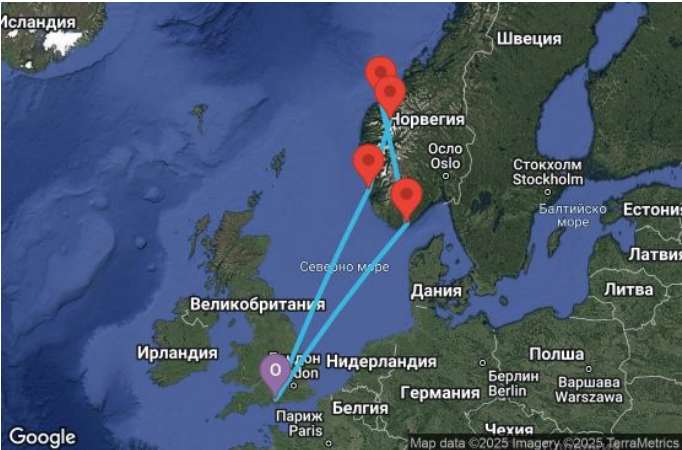 Исландия
Швеция
Норвегия
Осло
Oslo
Стокхолм
Stockholm
Балтийско
море
Естония
Латвия
Северно море
Дания
Литва
Великобритания
Ирландия
O
Нидерландия
Полша
Берлин
Berlin
Варшава
Warszawa
Германия
Париж
Paris
Белгия
Чехия
Google
Map data ©2025 Imagery ©2025 TerraMetrics